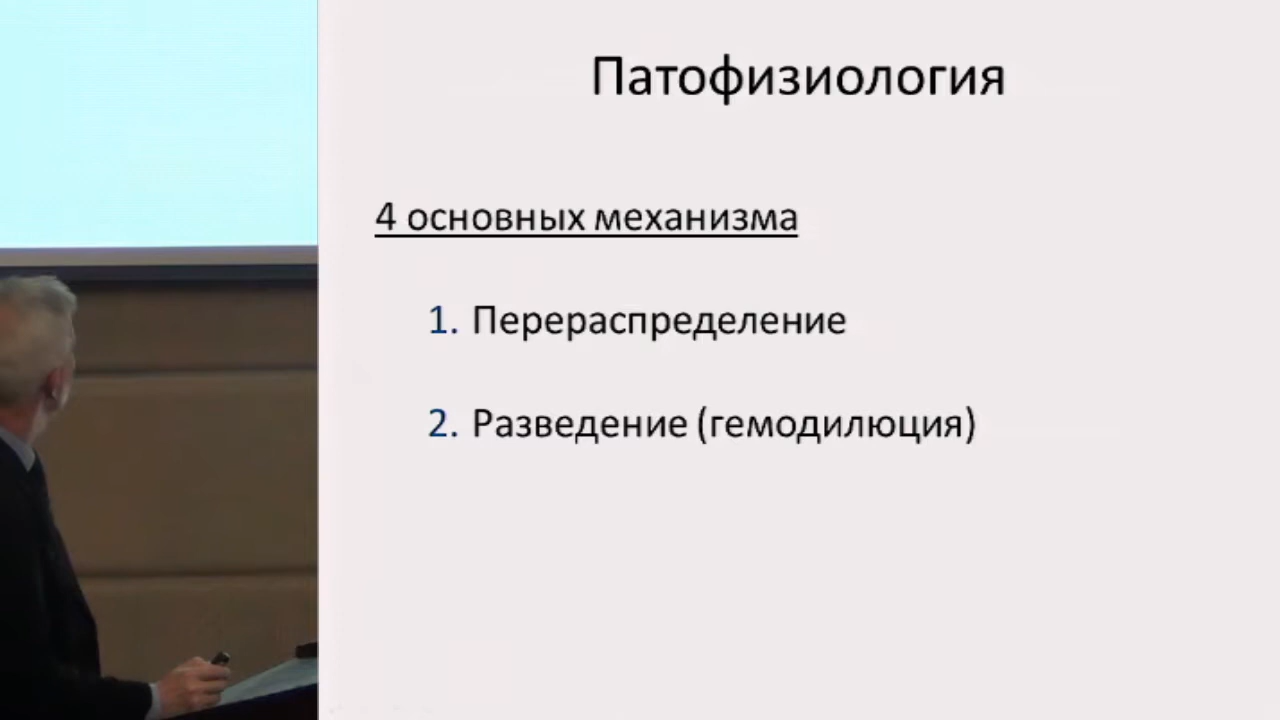 Патофизиология
4 основных механизма
1. Перераспределение
2. Разведение (гемодилюция)